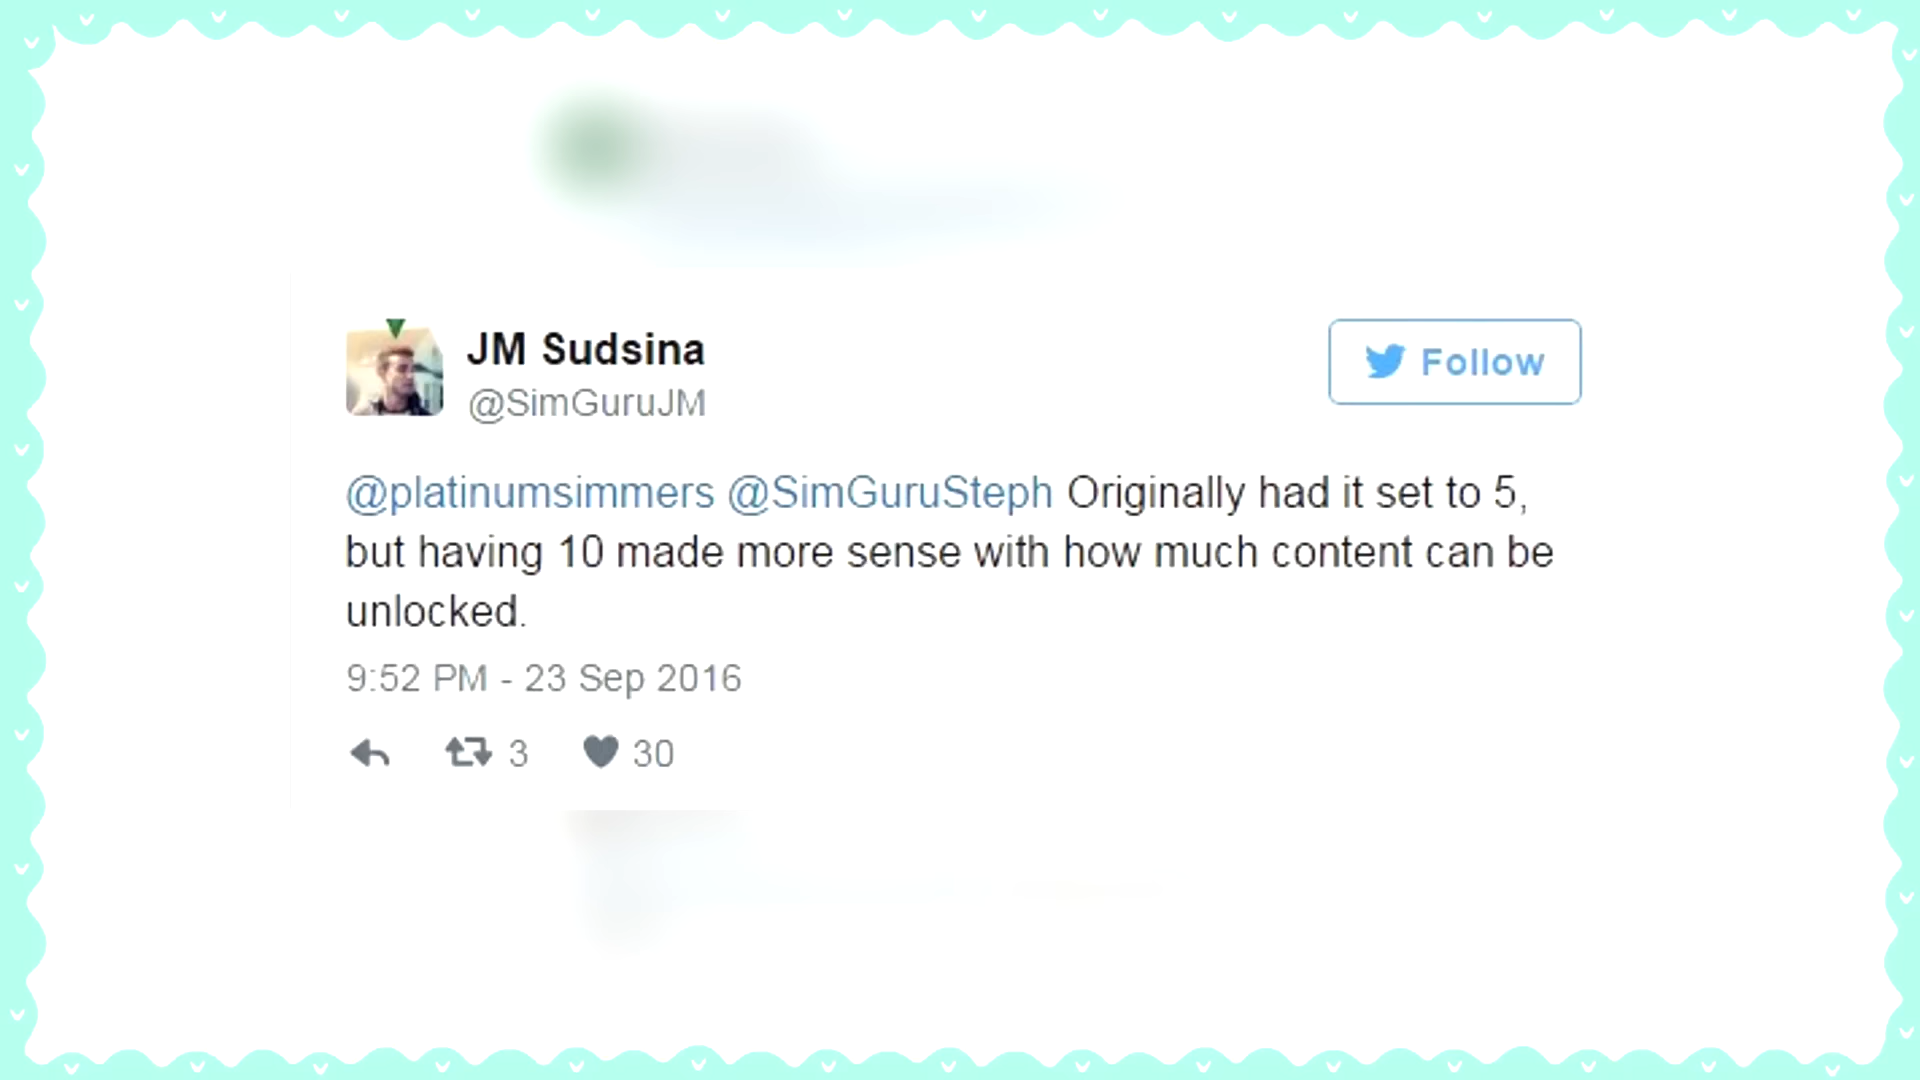 JM Sudsina
@SimGuruJM
Follow
@platinumsimmers @SimGuruSteph Originally had it set to 5,
but having 10 made more sense with how much content can be
unlocked.
9:52 PM - 23 Sep 2016
3 30